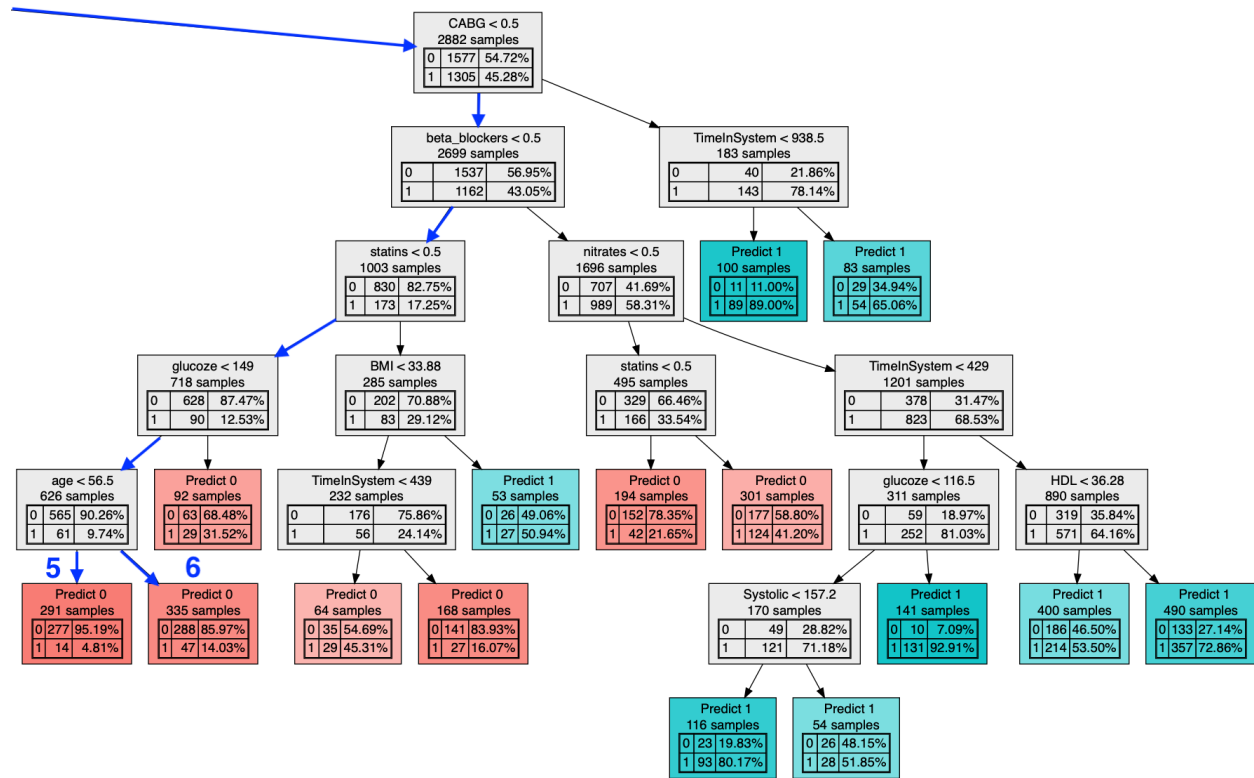 CABG < 0.5
2882 samples
0 1577 54.72%
1 1305 45.28%
beta_blockers < 0.5
2699 samples
0 1537 56.95%
1 1162 43.05%
TimeInSystem < 938.5
183 samples
0 40 21.86%
1 143 78.14%
statins < 0.5
1003 samples
0 830 82.75%
1 173 17.25%
nitrates < 0.5
1696 samples
0 707 41.69%
1 989 58.31%
Predict 1
100 samples
0 11 11.00%
1 89 89.00%
Predict 1
83 samples
0 29 34.94%
1 54 65.06%
glucoze < 149
718 samples
0 628 87.47%
1 90 12.53%
BMI < 33.88
285 samples
0 202 70.88%
1 83 29.12%
statins < 0.5
495 samples
0 329 66.46%
1 166 33.54%
TimeInSystem < 429
1201 samples
0 378 31.47%
1 823 68.53%
age < 56.5
626 samples
0 565 90.26%
1 61 9.74%
Predict 0
92 samples
0 63 68.48%
1 29 31.52%
TimeInSystem < 439
232 samples
0 176 75.86%
1 56 24.14%
Predict 1
53 samples
0 26 49.06%
1 27 50.94%
Predict 0
194 samples
0 152 78.35%
1 42 21.65%
Predict 0
301 samples
0 177 58.80%
1 124 41.20%
glucoze < 116.5
311 samples
0 59 18.97%
1 252 81.03%
HDL < 36.28
890 samples
0 319 35.84%
1 571 64.16%
5
6
Predict 0
291 samples
0 277 95.19%
1 14 4.81%
Predict 0
335 samples
0 288 85.97%
1 47 14.03%
Predict 0
64 samples
0 35 54.69%
1 29 45.31%
Predict 0
168 samples
0 141 83.93%
1 27 16.07%
Systolic < 157.2
170 samples
0 49 28.82%
1 121 71.18%
Predict 1
141 samples
0 10 7.09%
1 131 92.91%
Predict 1
400 samples
0 186 46.50%
1 214 53.50%
Predict 1
490 samples
0 133 27.14%
1 357 72.86%
Predict 1
116 samples
0 23 19.83%
1 93 80.17%
Predict 1
54 samples
0 26 48.15%
1 28 51.85%